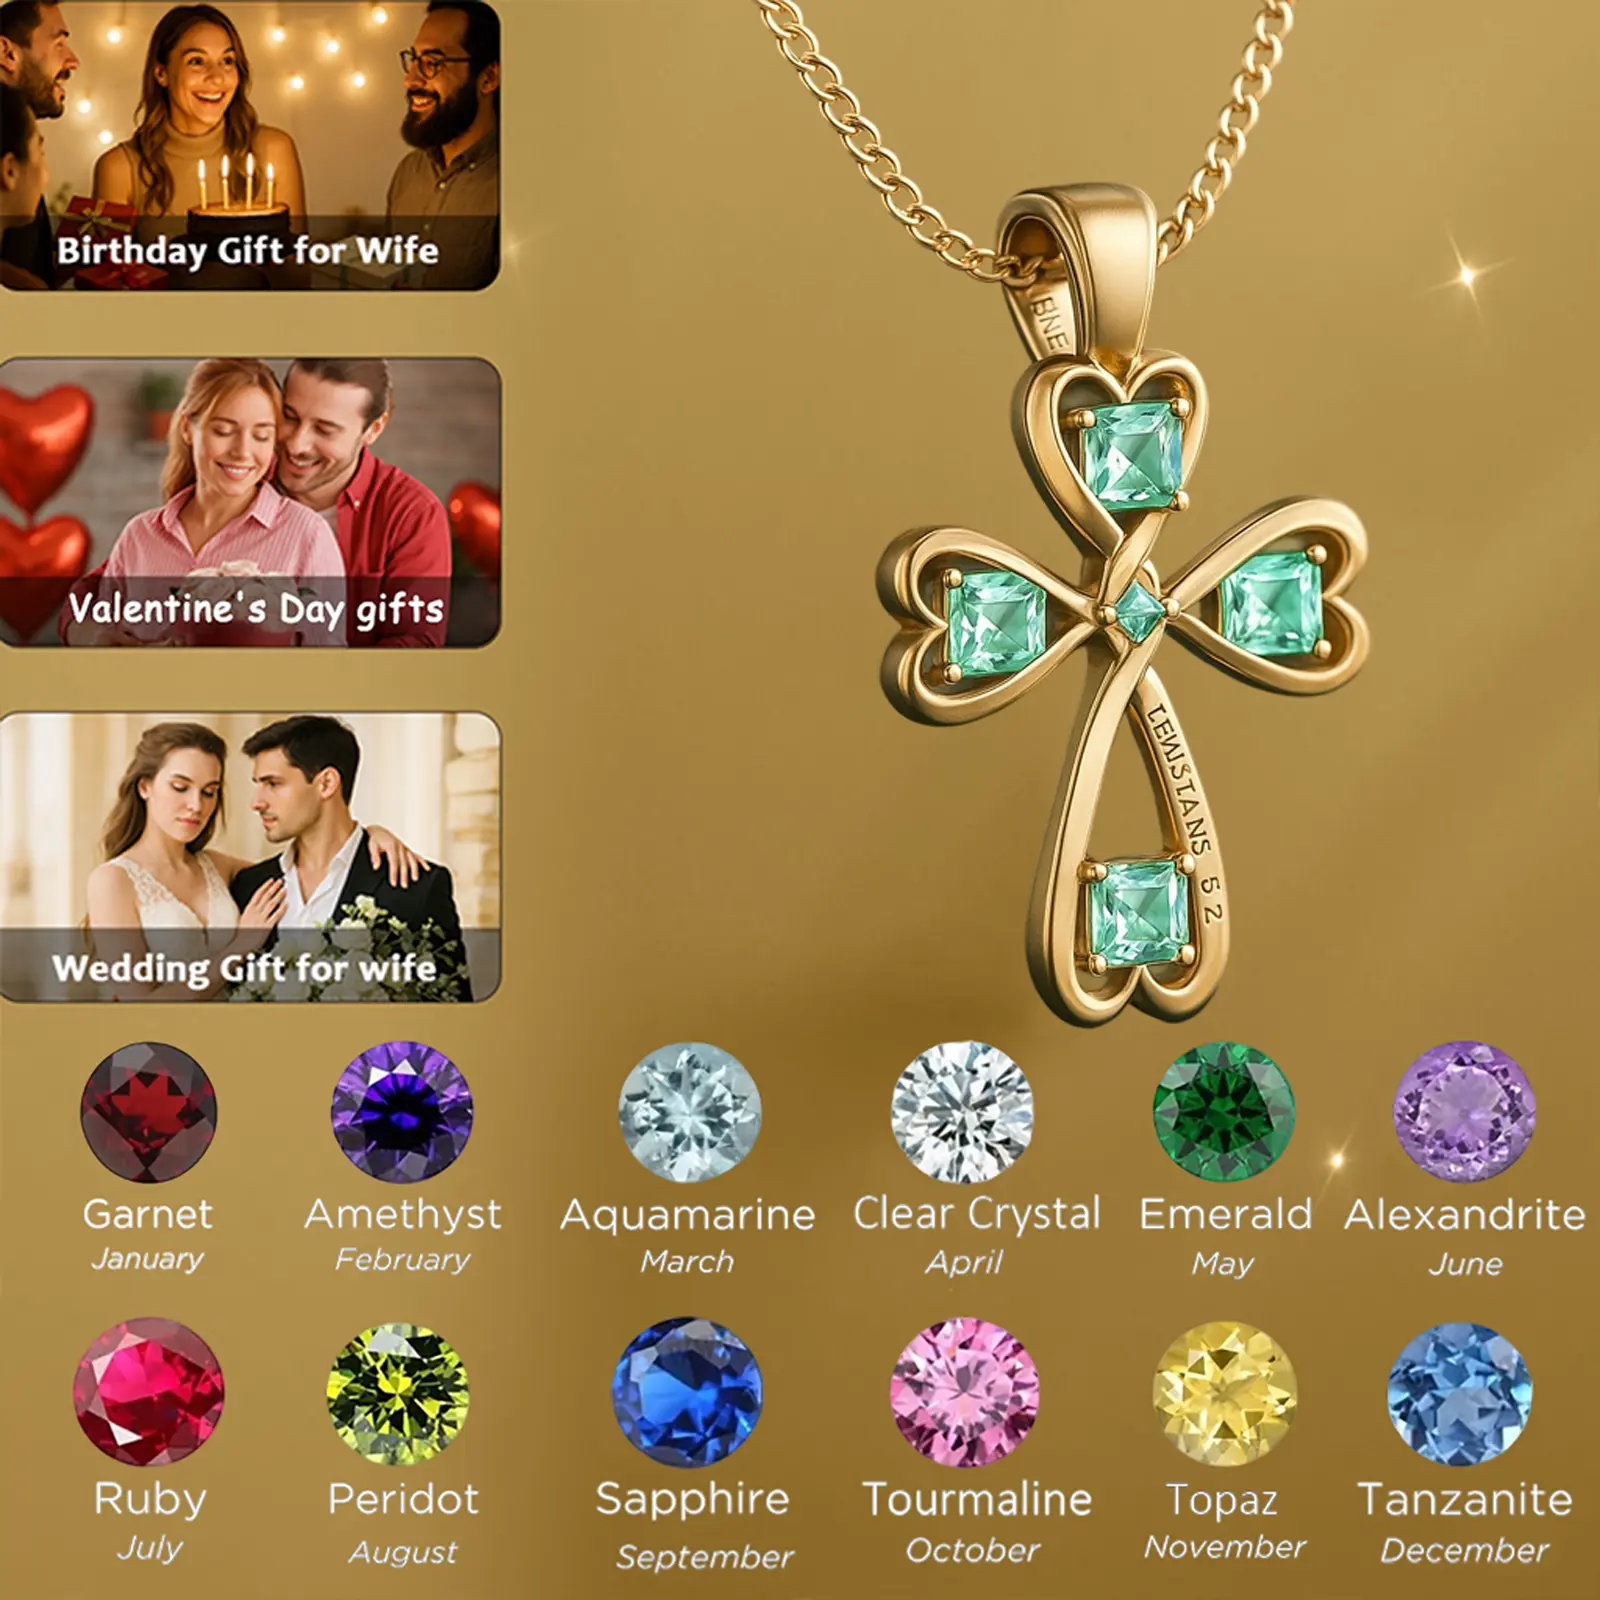 Birthday Gift for Wife
Valentine's Day gifts
Wedding Gift for wife
BNE
LEWSTANS 52
Garnet
January
Amethyst
February
Aquamarine
March
Clear Crystal
April
Emerald
May
Alexandrite
June
Ruby
July
Peridot
August
Sapphire
September
Tourmaline
October
Topaz
November
Tanzanite
December